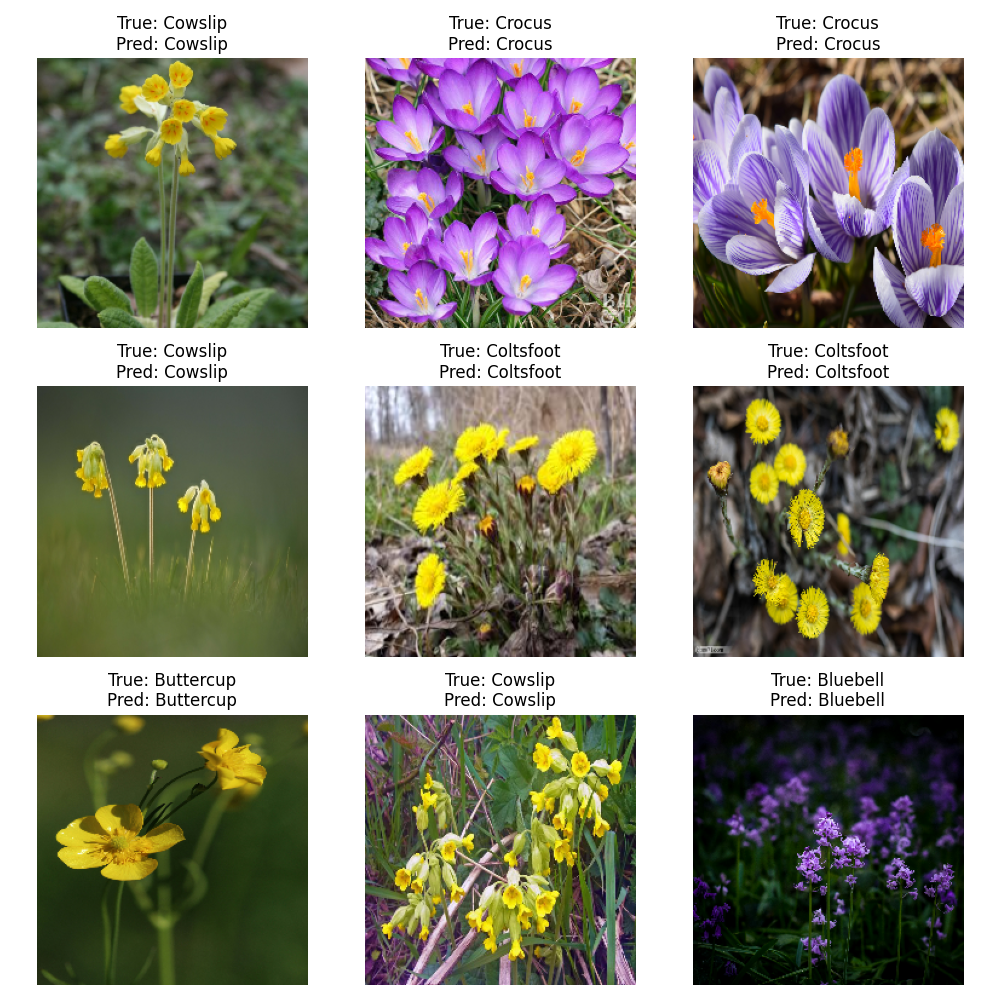 True: Cowslip
Pred: Cowslip
True: Crocus
Pred: Crocus
True: Crocus
Pred: Crocus
True: Cowslip
Pred: Cowslip
True: Coltsfoot
Pred: Coltsfoot
True: Coltsfoot
Pred: Coltsfoot
True: Buttercup
Pred: Buttercup
True: Cowslip
Pred: Cowslip
True: Bluebell
Pred: Bluebell